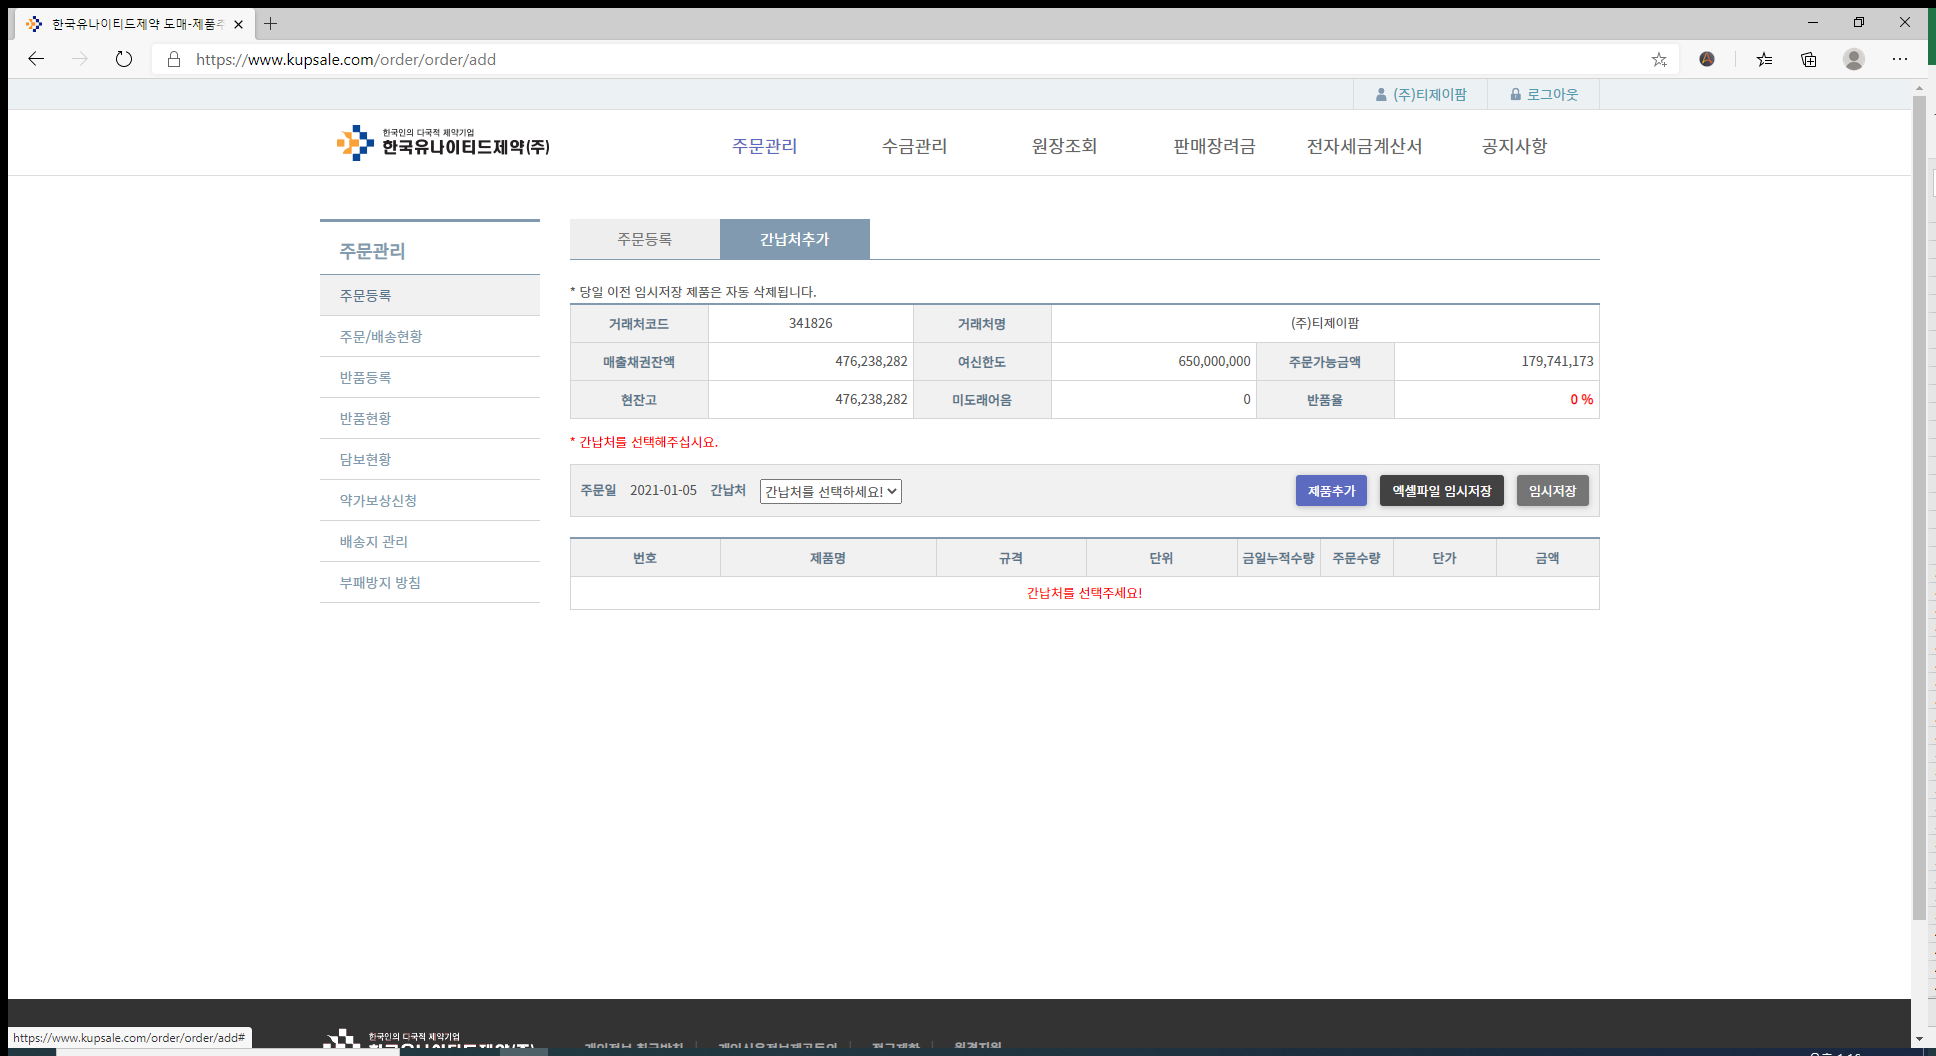 한국유나이티드제약 도매-제품주
https://www.kupsale.com/order/order/add
(주)티제이팜
로그아웃
한국인의 다국적 제약기업
한국유나이티드제약(주)
주문관리
수금관리
원장조회
판매장려금
전자세금계산서
공지사항
주문관리
주문등록
주문/배송현황
반품등록
반품현황
담보현황
약가보상신청
배송지 관리
부패방지 방침
주문등록
간납처추가
* 당일 이전 임시저장 제품은 자동 삭제됩니다.
거래처코드 341826 거래처명 (주)티제이팜
매출채권잔액 476,238,282 여신한도 650,000,000 주문가능금액 179,741,173
현잔고 476,238,282 미도래어음 0 반품율 0 %
* 간납처를 선택해주십시요.
주문일 2021-01-05 간납처 간납처를 선택하세요! 제품추가 엑셀파일 임시저장 임시저장
번호 제품명 규격 단위 금일누적수량 주문수량 단가 금액
간납처를 선택주세요!
한국인의 다국적 제약기업
https://www.kupsale.com/order/order/add#